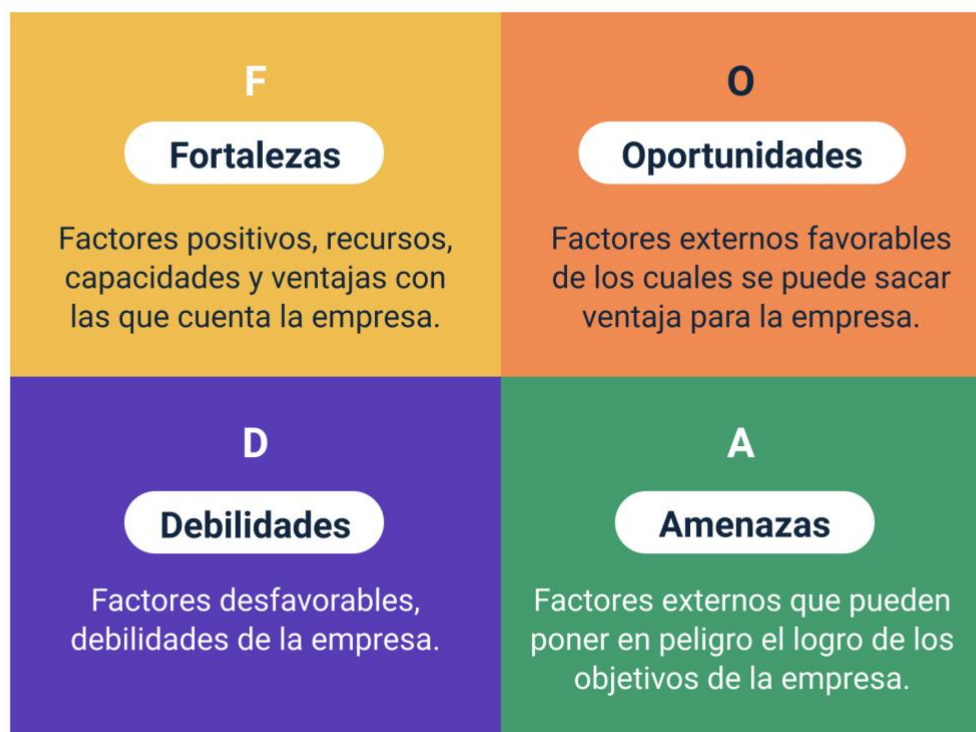 F
Fortalezas
Factores positivos, recursos,
capacidades y ventajas con
las que cuenta la empresa.
O
Oportunidades
Factores externos favorables
de los cuales se puede sacar
ventaja para la empresa.
D
Debilidades
Factores desfavorables,
debilidades de la empresa.
A
Amenazas
Factores externos que pueden
poner en peligro el logro de los
objetivos de la empresa.